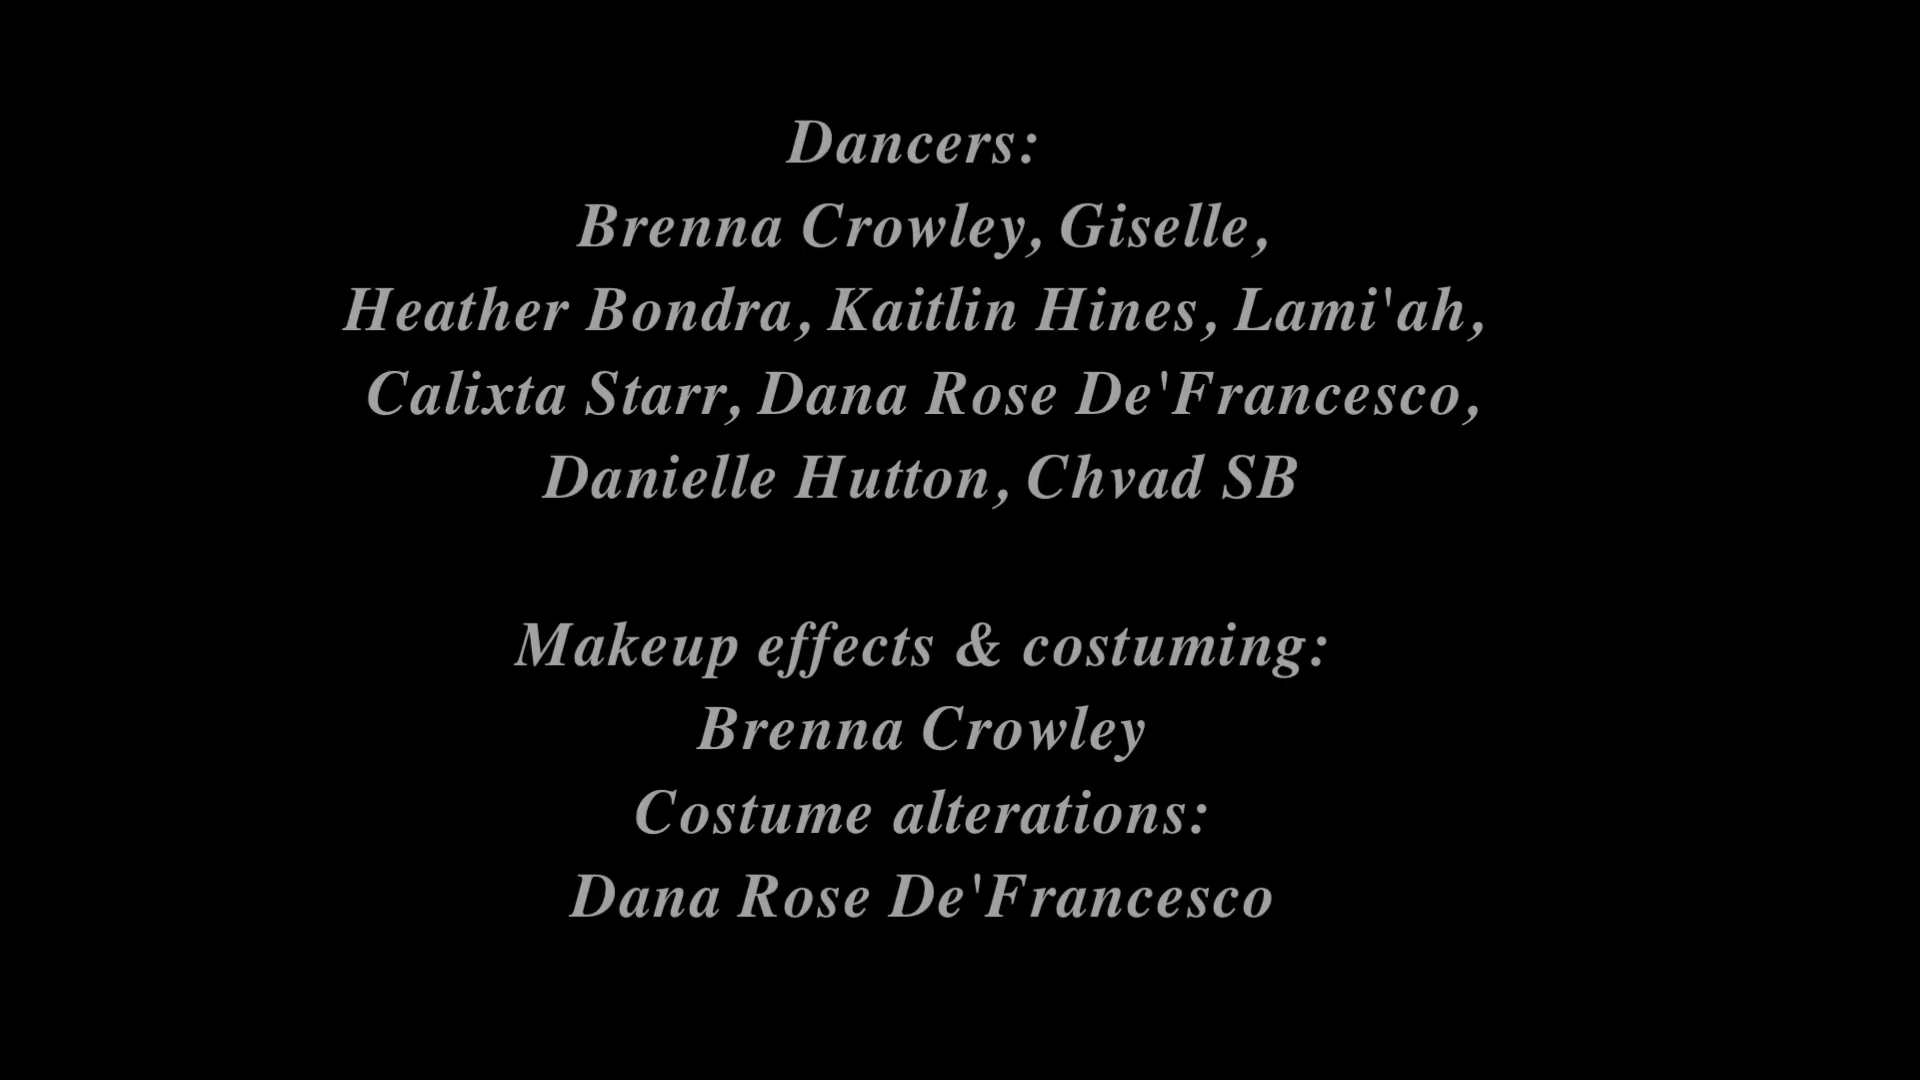 Dancers:
Brenna Crowley, Giselle,
Heather Bondra, Kaitlin Hines, Lami'ah,
Calixta Starr, Dana Rose De'Francesco,
Danielle Hutton, Chvad SB
Makeup effects & costuming:
Brenna Crowley
Costume alterations:
Dana Rose De'Francesco